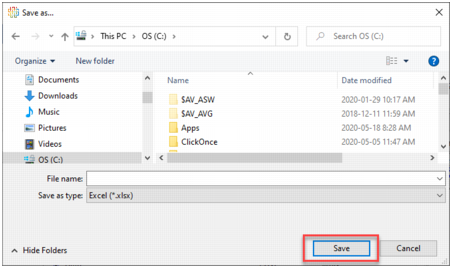 Save as...
This PC > OS (C:) >
Search OS (C:)
Organize
New folder
Documents
Downloads
Music
Pictures
Videos
OS (C:)
Name
Date modified
$AV_ASW 2020-01-29 10:17 AM
$AV_AVG 2018-12-11 11:59 AM
Apps 2020-05-18 8:28 AM
ClickOnce 2020-05-05 11:47 AM
File name:
Save as type: Excel (*.xlsx)
Hide Folders
Save
Cancel